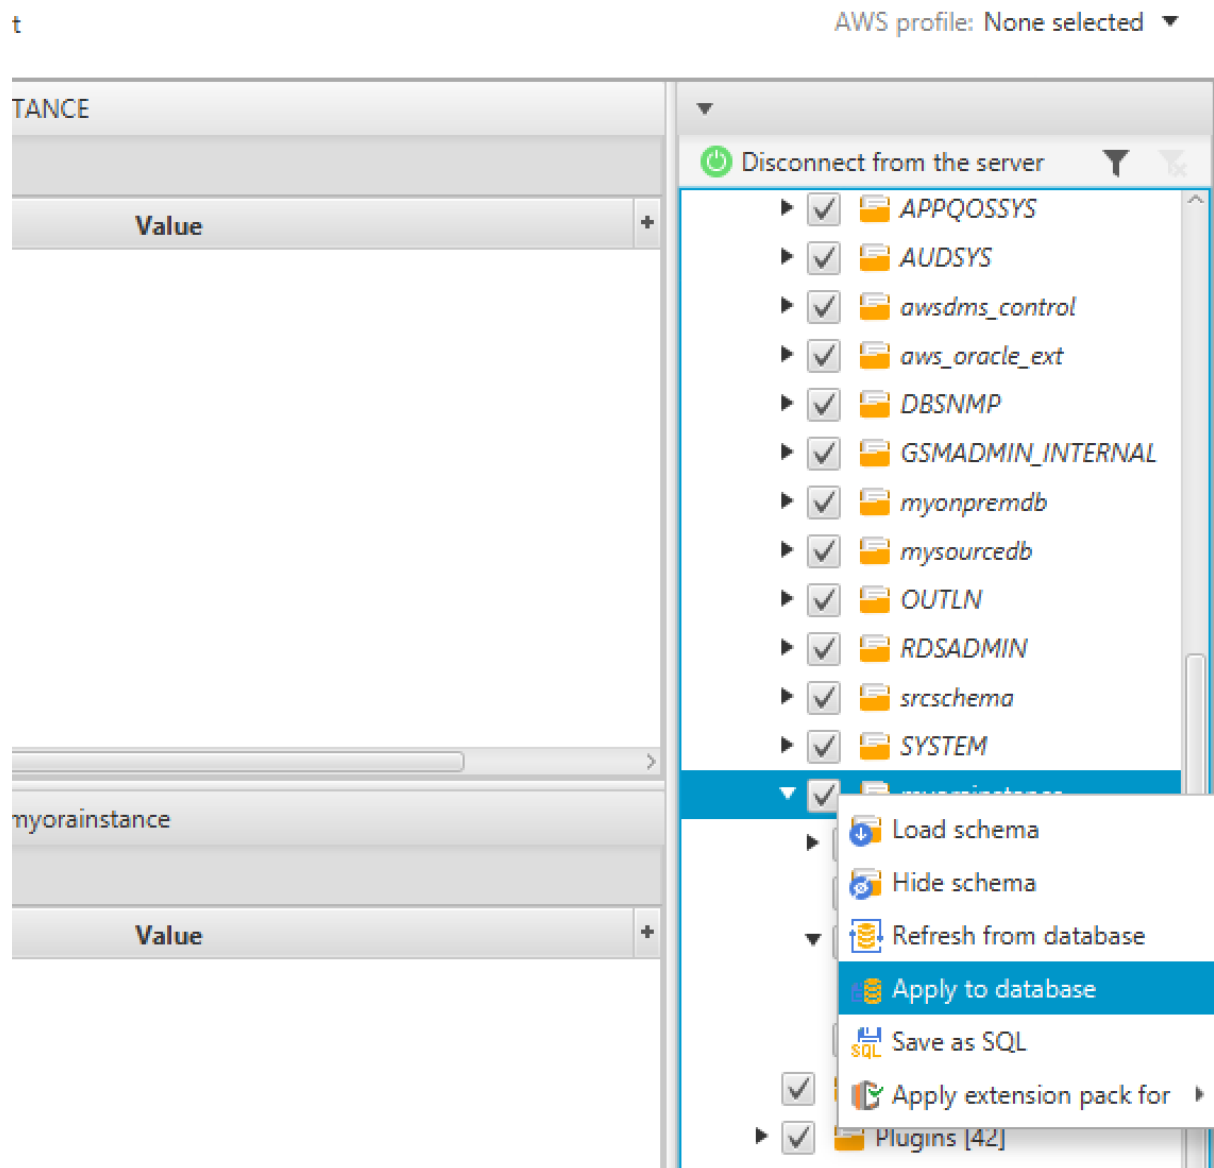 t
AWS profile: None selected
TANCE
Disconnect from the server
Value
+
APPQOSSYS
AUDSYS
awsdms_control
aws_oracle_ext
DBSNMP
GSMADMIN_INTERNAL
myonpremdb
mysourcedb
OUTLN
RDSADMIN
srcschema
SYSTEM
myorainstance
myorainstance
Value
+
Load schema
Hide schema
Refresh from database
Apply to database
SQL Save as SQL
Apply extension pack for
Plugins [42]